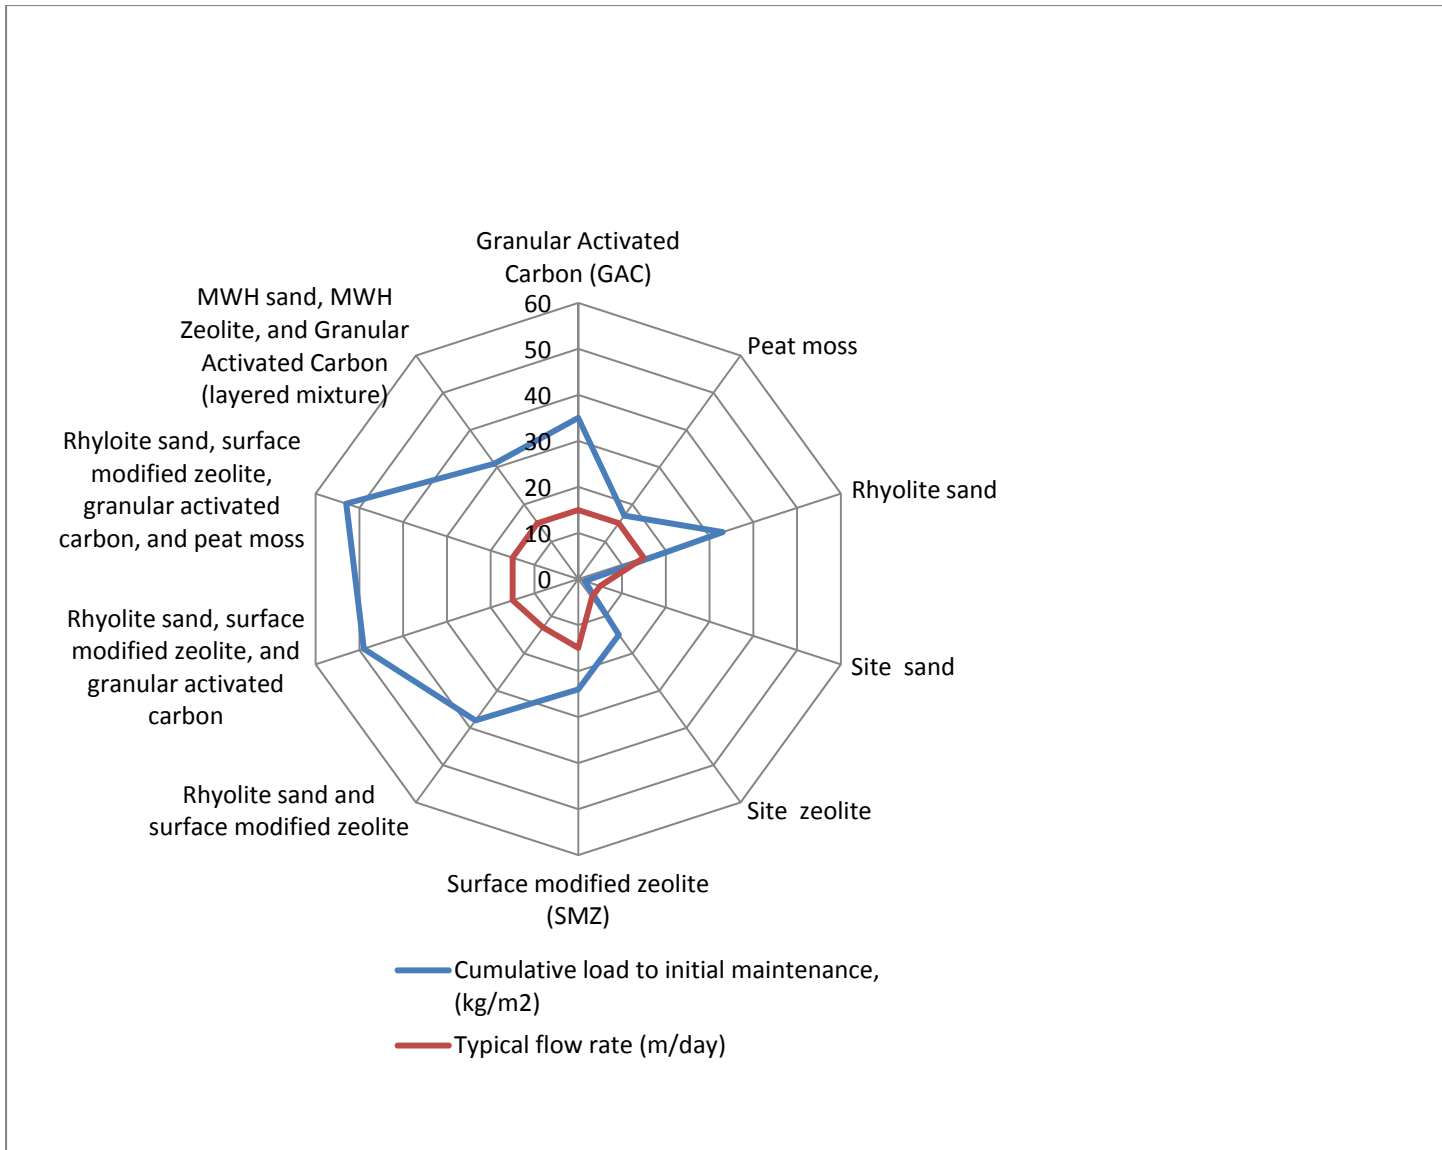 Granular Activated
Carbon (GAC)
MWH sand, MWH
Zeolite, and Granular
Activated Carbon
(layered mixture)
Peat moss
60
50
40
30
20
10
0
Rhyloite sand, surface
modified zeolite,
granular activated
carbon, and peat moss
Rhyolite sand
Rhyolite sand, surface
modified zeolite, and
granular activated
carbon
Site  sand
Rhyolite sand and
surface modified zeolite
Site  zeolite
Surface modified zeolite
(SMZ)
Cumulative load to initial maintenance,
(kg/m2)
Typical flow rate (m/day)